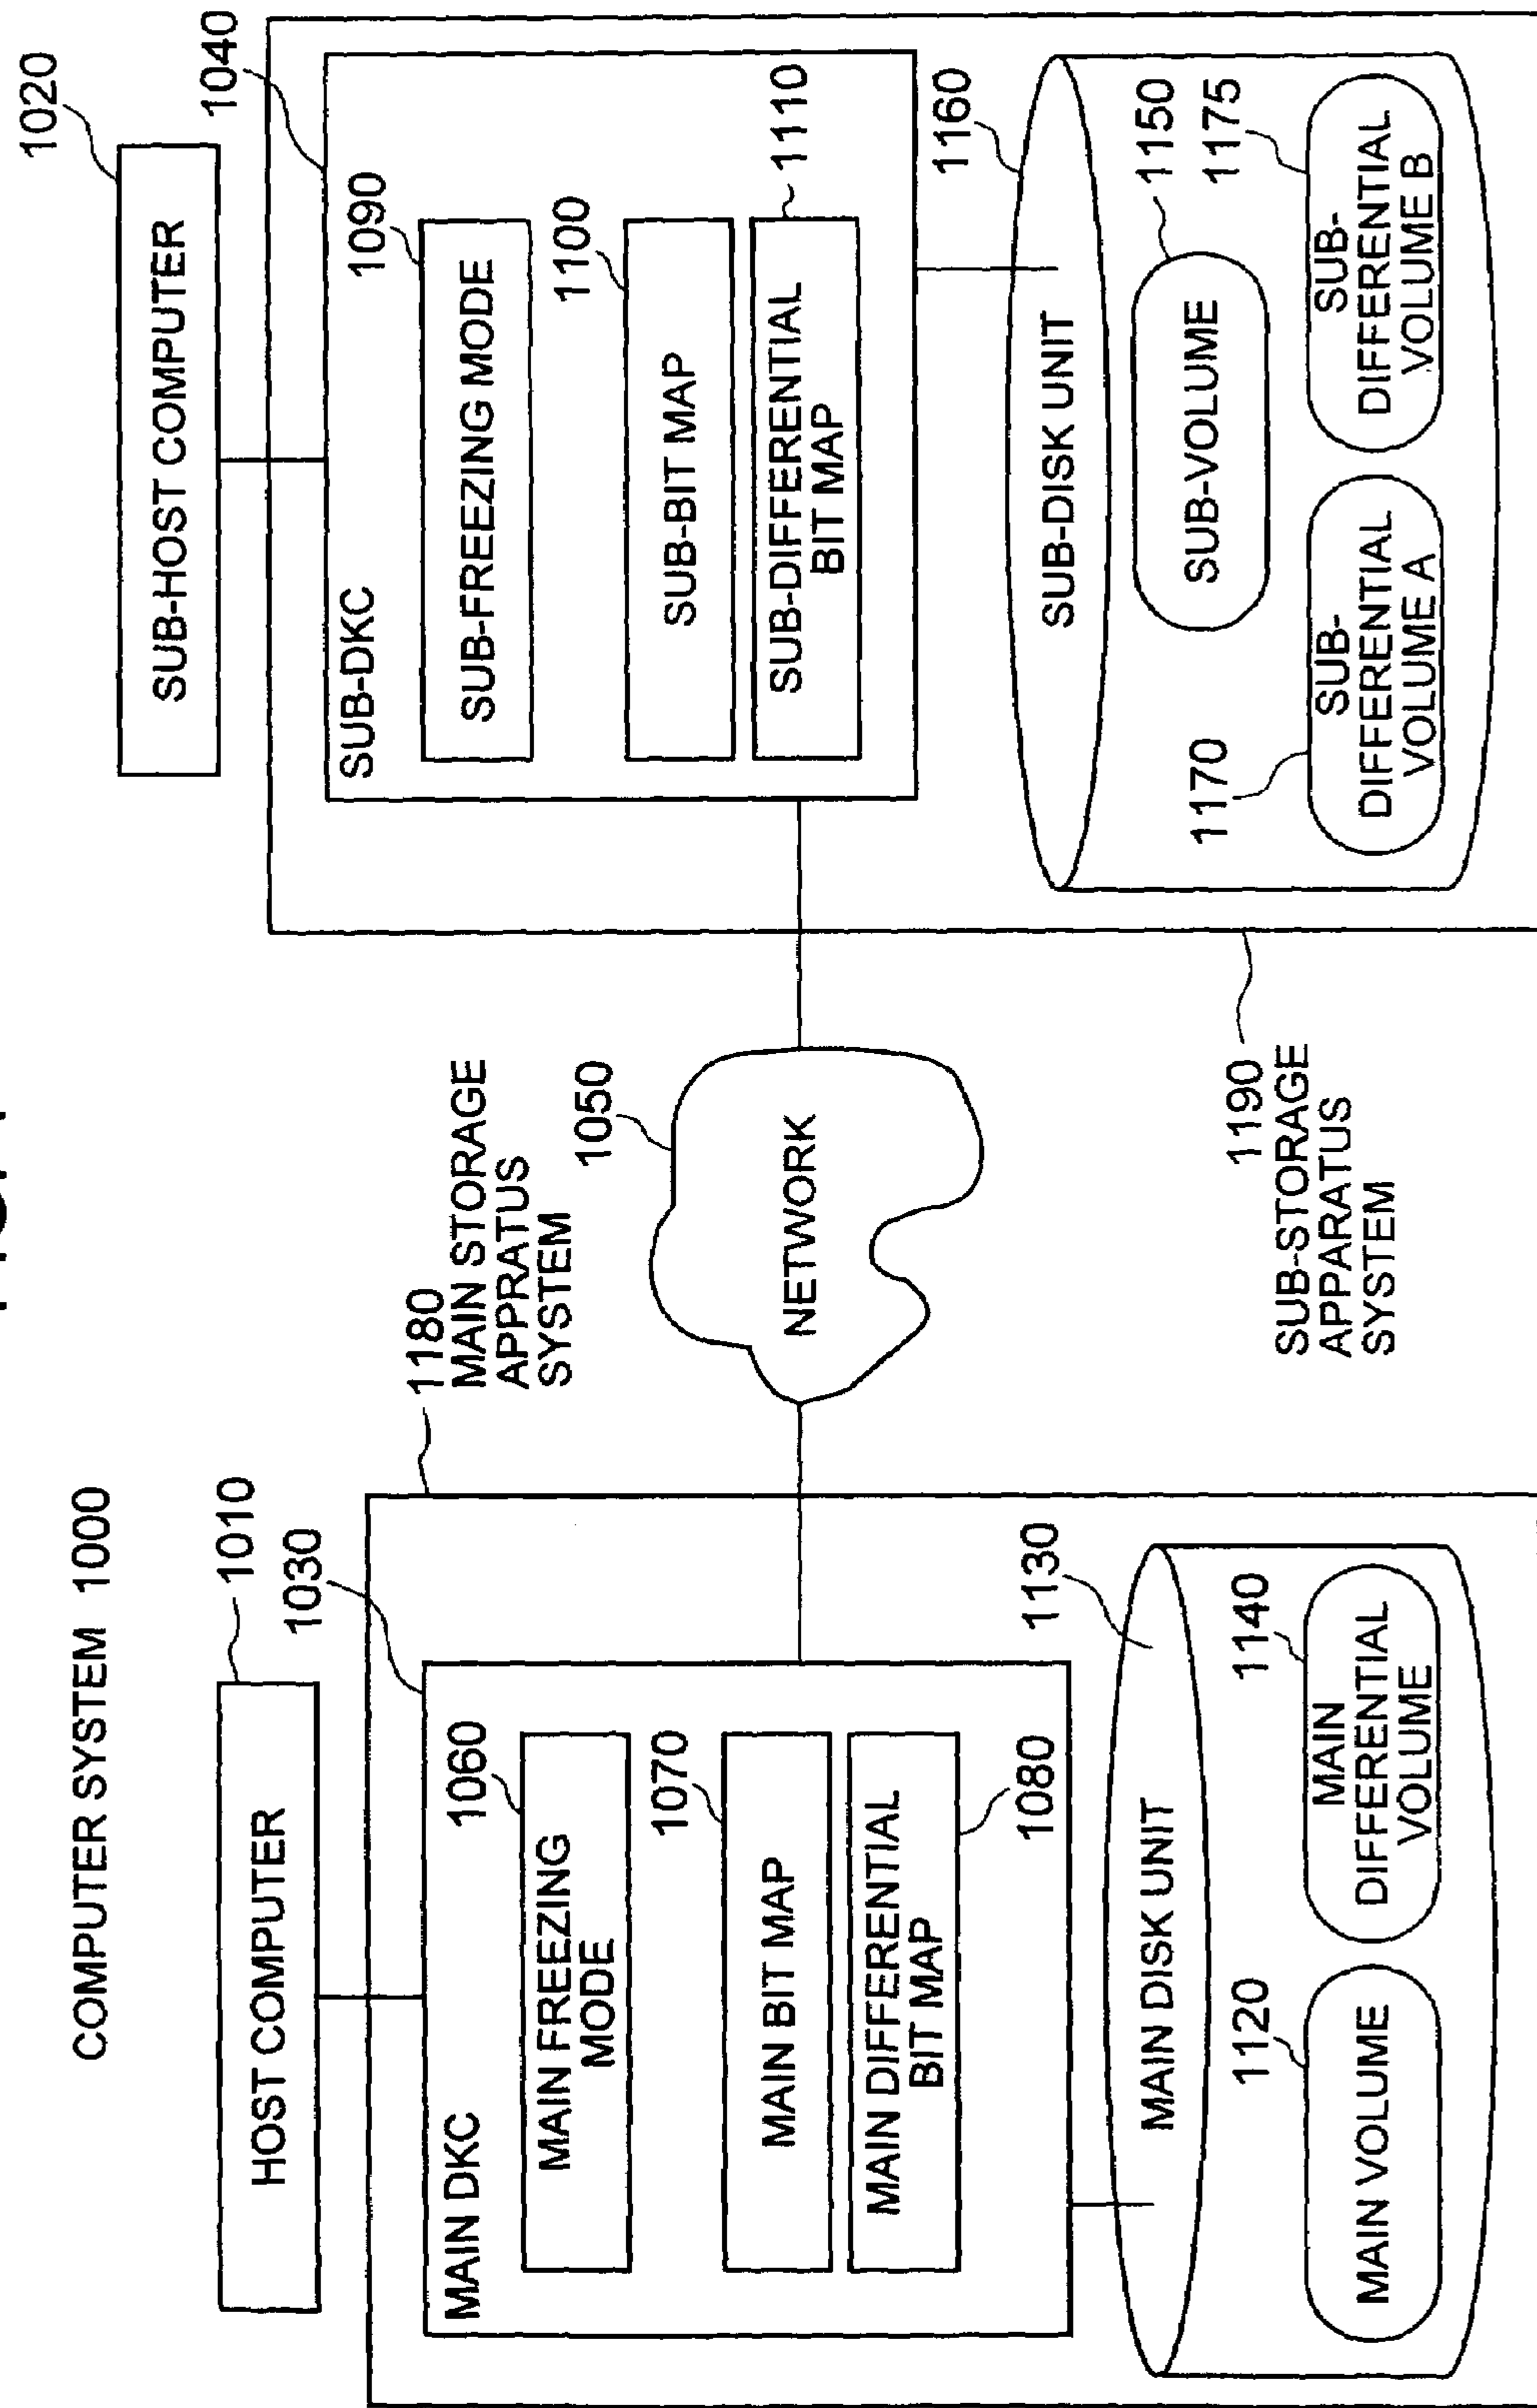 COMPUTER SYSTEM 1000
HOST COMPUTER
1010
1030
1180
MAIN STORAGE
APPRATUS
SYSTEM
MAIN DKC
MAIN FREEZING
MODE
1060
MAIN BIT MAP
1070
MAIN DIFFERENTIAL
BIT MAP
1080
MAIN DISK UNIT
1130
MAIN VOLUME
1120
MAIN
DIFFERENTIAL
VOLUME
1140
NETWORK
1050
SUB-HOST COMPUTER
1020
1040
SUB-DKC
SUB-FREEZING MODE
1090
SUB-BIT MAP
1100
SUB-DIFFERENTIAL
BIT MAP
1110
SUB-DISK UNIT
1160
SUB-VOLUME
1150
1170
SUB-
DIFFERENTIAL
VOLUME A
1175
SUB-
DIFFERENTIAL
VOLUME B
1190
SUB-STORAGE
APPARATUS
SYSTEM